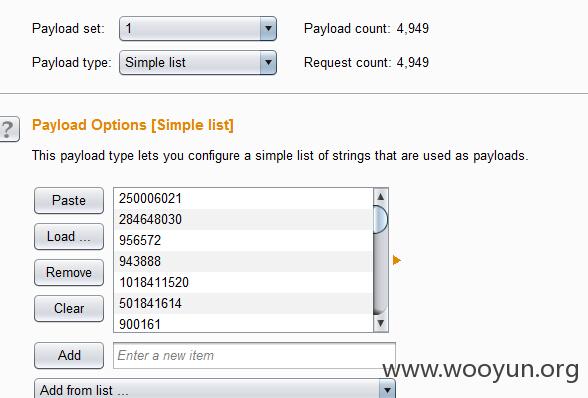 Payload set: 1 Payload count: 4,949
Payload type: Simple list Request count: 4,949
? Payload Options [Simple list]
This payload type lets you configure a simple list of strings that are used as payloads.
Paste 250006021
284648030
Load ... 956572
943888
Remove 1018411520
501841614
Clear 900161
Add Enter a new item
www.wooyun.org
Add from list ...